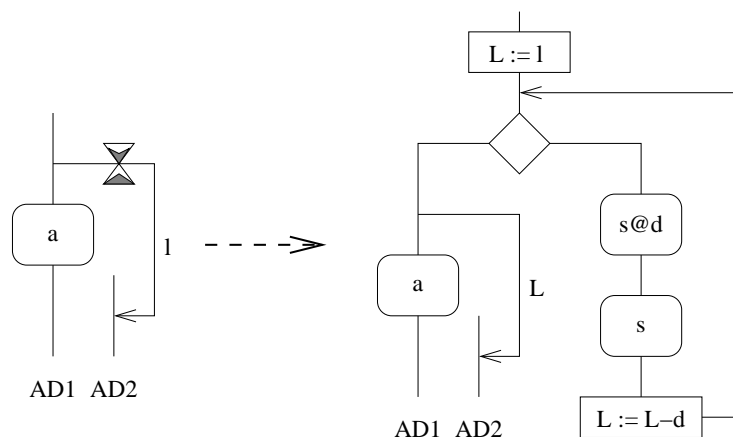 L := l
s@d
a
l
a
L
s
AD1 AD2
L := L−d
AD1 AD2